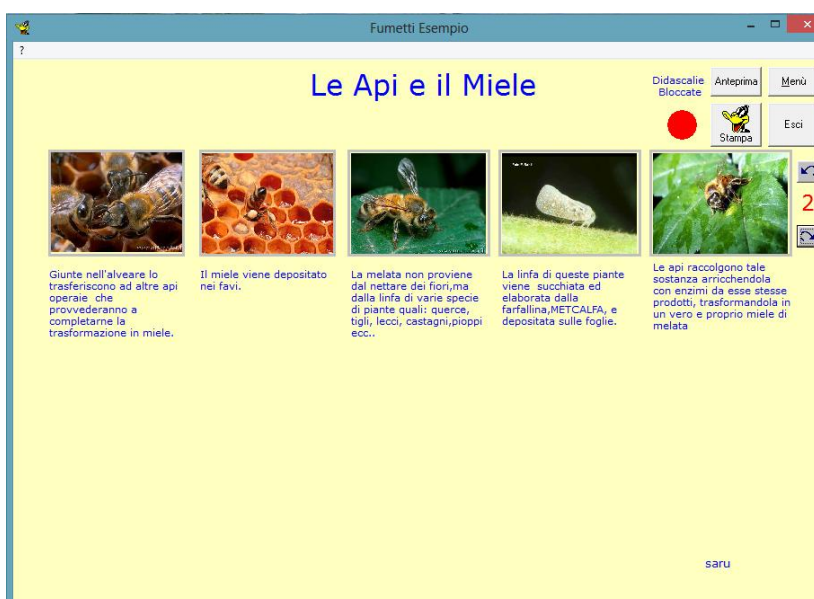 Fumetti Esempio
?
Le Api e il Miele
Didascalie
Bloccate
Anteprima
Menù
Stampa
Esci
2
Giunte nell'alveare lo
trasferiscono ad altre api
operaie che
provvederanno a
completarne la
trasformazione in miele.
Il miele viene depositato
nei favi.
La melata non proviene
dal nettare dei fiori,ma
dalla linfa di varie specie
di piante quali: querce,
tigli, lecci, castagni,pioppi
ecc..
La linfa di queste piante
viene succhiata ed
elaborata dalla
farfallina,METCALFA, e
depositata sulle foglie.
Le api raccolgono tale
sostanza arricchendola
con enzimi da esse stesse
prodotti, trasformandola in
un vero e proprio miele di
melata
saru